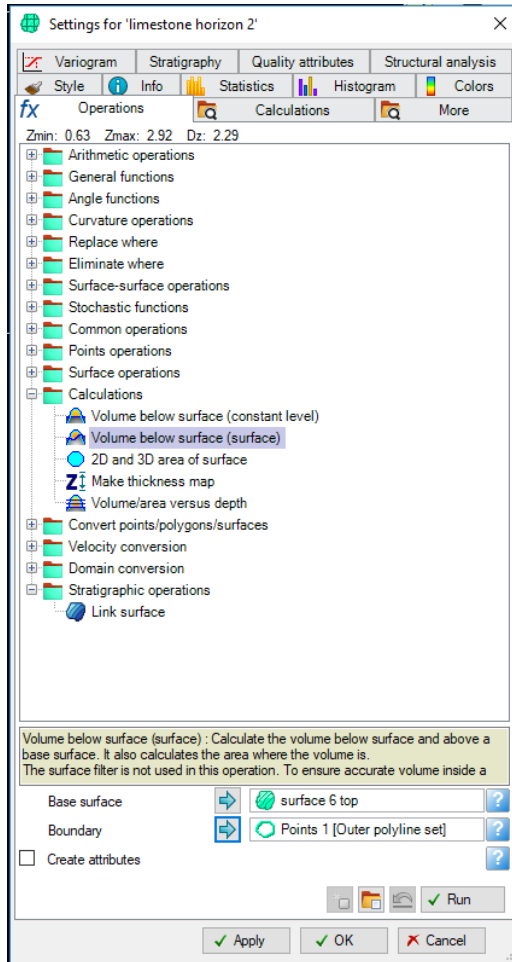 Settings for 'limestone horizon 2'
Variogram Stratigraphy Quality attributes Structural analysis
Style Info Statistics Histogram Colors
fx Operations Calculations More
Zmin: 0.63 Zmax: 2.92 Dz: 2.29
Arithmetic operations
General functions
Angle functions
Curvature operations
Replace where
Eliminate where
Surface-surface operations
Stochastic functions
Common operations
Points operations
Surface operations
Calculations
Volume below surface (constant level)
Volume below surface (surface)
2D and 3D area of surface
Z Make thickness map
Volume/area versus depth
Convert points/polygons/surfaces
Velocity conversion
Domain conversion
Stratigraphic operations
Link surface
Volume below surface (surface) : Calculate the volume below surface and above a
base surface. It also calculates the area where the volume is.
The surface filter is not used in this operation. To ensure accurate volume inside a
Base surface surface 6 top ?
Boundary Points 1 [Outer polyline set] ?
Create attributes ?
Run
Apply OK Cancel